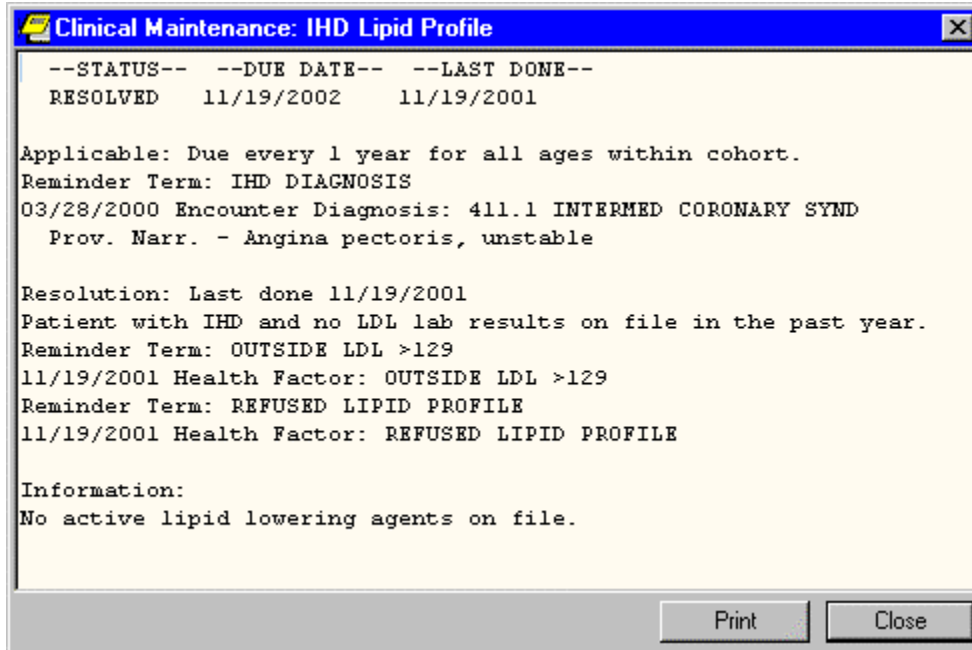 Clinical Maintenance: IHD Lipid Profile
--STATUS-- --DUE DATE-- --LAST DONE--
RESOLVED 11/19/2002 11/19/2001
Applicable: Due every 1 year for all ages within cohort.
Reminder Term: IHD DIAGNOSIS
03/28/2000 Encounter Diagnosis: 411.1 INTERMED CORONARY SYND
Prov. Narr. - Angina pectoris, unstable
Resolution: Last done 11/19/2001
Patient with IHD and no LDL lab results on file in the past year.
Reminder Term: OUTSIDE LDL >129
11/19/2001 Health Factor: OUTSIDE LDL >129
Reminder Term: REFUSED LIPID PROFILE
11/19/2001 Health Factor: REFUSED LIPID PROFILE
Information:
No active lipid lowering agents on file.
Print Close